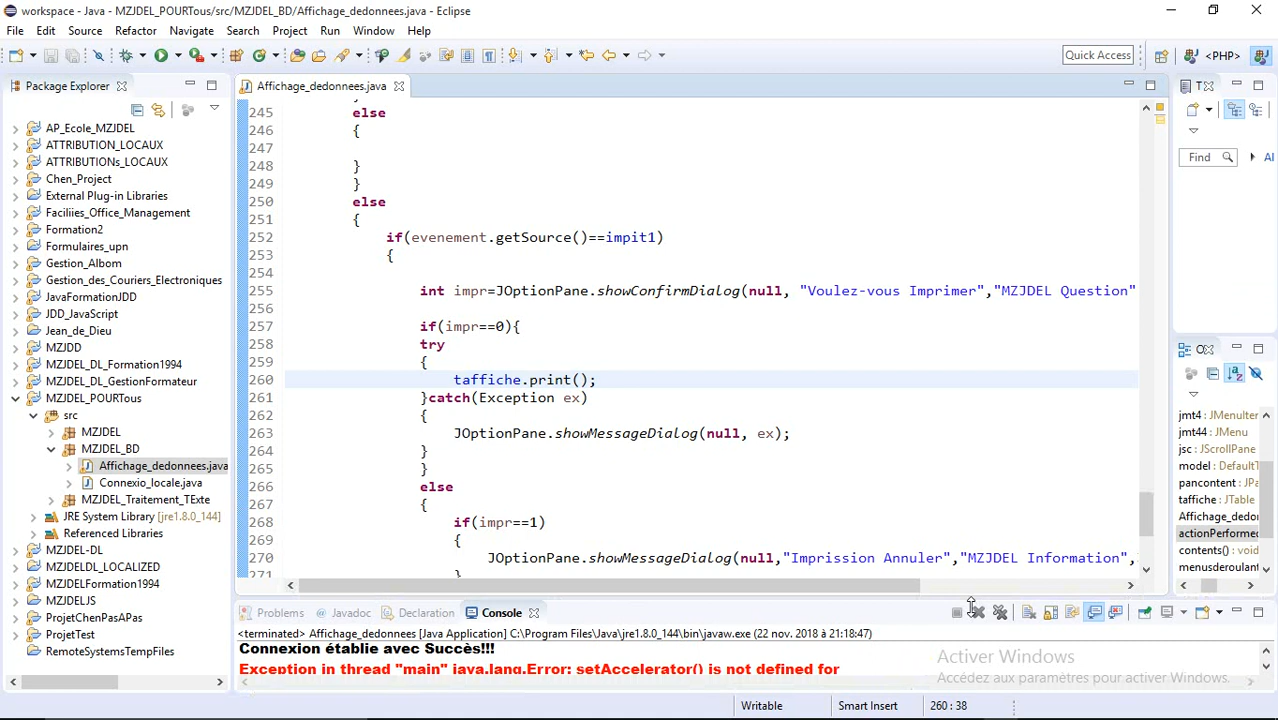 workspace - Java - MZJDEL_POURTous/src/MZJDEL_BD/Affichage_dedonnees.java - Eclipse
File Edit Source Refactor Navigate Search Project Run Window Help
Quick Access
<PHP>
Package Explorer
AP_Ecole_MZJDEL
ATTRIBUTION_LOCAUX
ATTRIBUTIONs_LOCAUX
Chen_Project
External Plug-in Libraries
Faciliies_Office_Management
Formation2
Formulaires_upn
Gestion_Albom
Gestion_des_Couriers_Electroniques
JavaFormationJDD
JDD_JavaScript
Jean_de_Dieu
MZJDD
MZJDEL_DL_Formation1994
MZJDEL_DL_GestionFormateur
MZJDEL_POURTous
src
MZJDEL
MZJDEL_BD
Affichage_dedonnees.java
Connexio_locale.java
MZJDEL_Traitement_TExte
JRE System Library [jre1.8.0_144]
Referenced Libraries
MZJDEL-DL
MZJDELDL_LOCALIZED
MZJDELFormation1994
MZJDELJS
ProjetChenPasAPas
ProjetTest
RemoteSystemsTempFiles
Affichage_dedonnees.java
245 else
246 {
247
248 }
249 }
250 else
251 {
252 if(evenement.getSource()==impit1)
253 {
254
255 int impr=JOptionPane.showConfirmDialog(null, "Voulez-vous Imprimer","MZJDEL Question"
256
257 if(impr==0){
258 try
259 {
260 taffiche.print();
261 }catch(Exception ex)
262 {
263 JOptionPane.showMessageDialog(null, ex);
264 }
265 }
266 else
267 {
268 if(impr==1)
269 {
270 JOptionPane.showMessageDialog(null,"Imprission Annuler","MZJDEL Information",
271 }
T
Find
Al
O
jmt4 : JMenuIter
jmt44 : JMenu
jsc : JScrollPane
model : DefaultT
pancontent : JPa
taffiche : JTable
Affichage_dedor
actionPerformed
contents() : void
menusderoulant
Problems Javadoc Declaration Console
<terminated> Affichage_dedonnees [Java Application] C:\Program Files\Java\jre1.8.0_144\bin\javaw.exe (22 nov. 2018 à 21:18:47)
Connexion établie avec Succès!!!
Exception in thread "main" java.lang.Error: setAccelerator() is not defined for
Activer Windows
Accédez aux paramètres pour activer Windows.
Writable Smart Insert 260 : 38